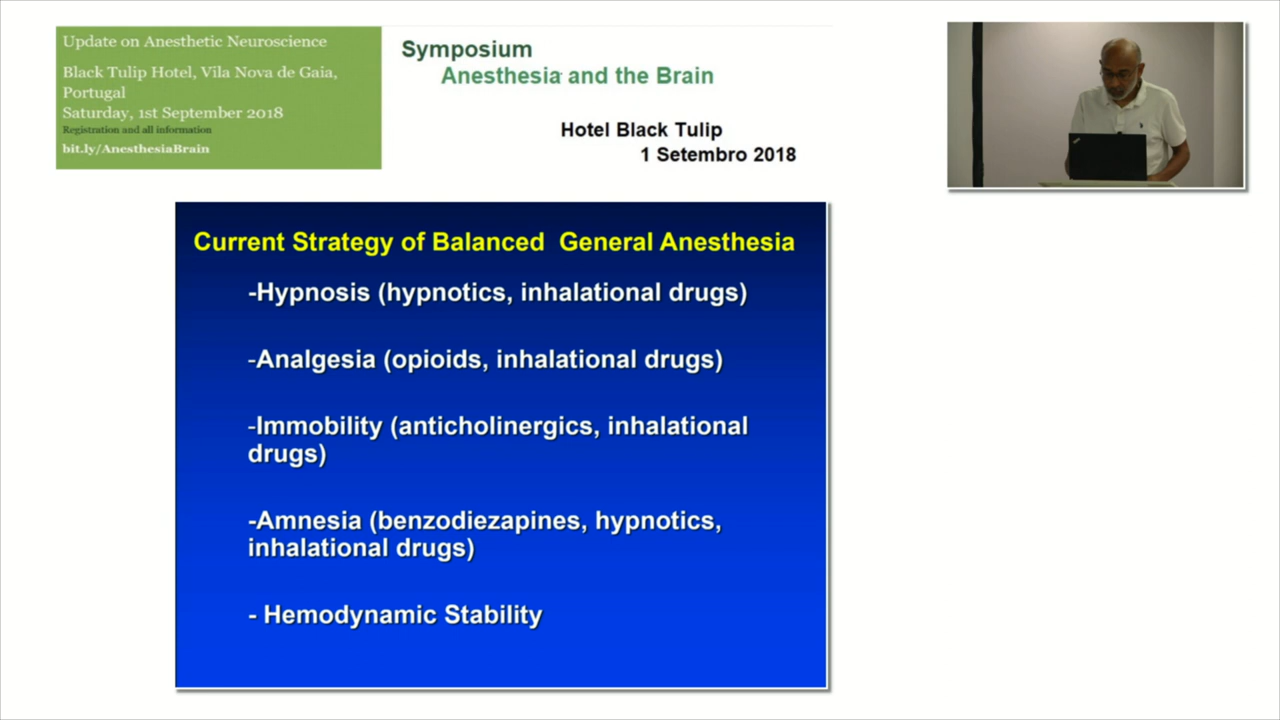 Update on Anesthetic Neuroscience
Black Tulip Hotel, Vila Nova de Gaia,
Portugal
Saturday, 1st September 2018
Registration and all information
bit.ly/AnesthesiaBrain
Symposium
Anesthesia and the Brain
Hotel Black Tulip
1 Setembro 2018
Current Strategy of Balanced General Anesthesia
-Hypnosis (hypnotics, inhalational drugs)
-Analgesia (opioids, inhalational drugs)
-Immobility (anticholinergics, inhalational
drugs)
-Amnesia (benzodiezapines, hypnotics,
inhalational drugs)
- Hemodynamic Stability